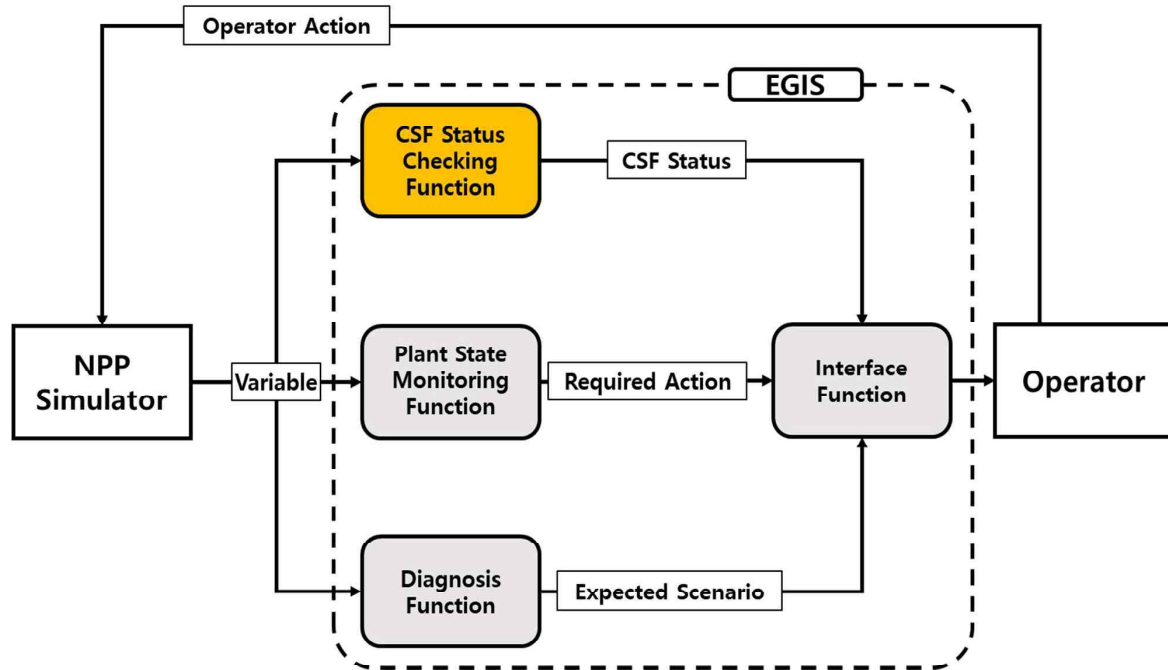 Operator Action
EGIS
CSF Status
Checking
Function
CSF Status
NPP
Simulator
Variable
Plant State
Monitoring
Function
Required Action
Interface
Function
Operator
Diagnosis
Function
Expected Scenario